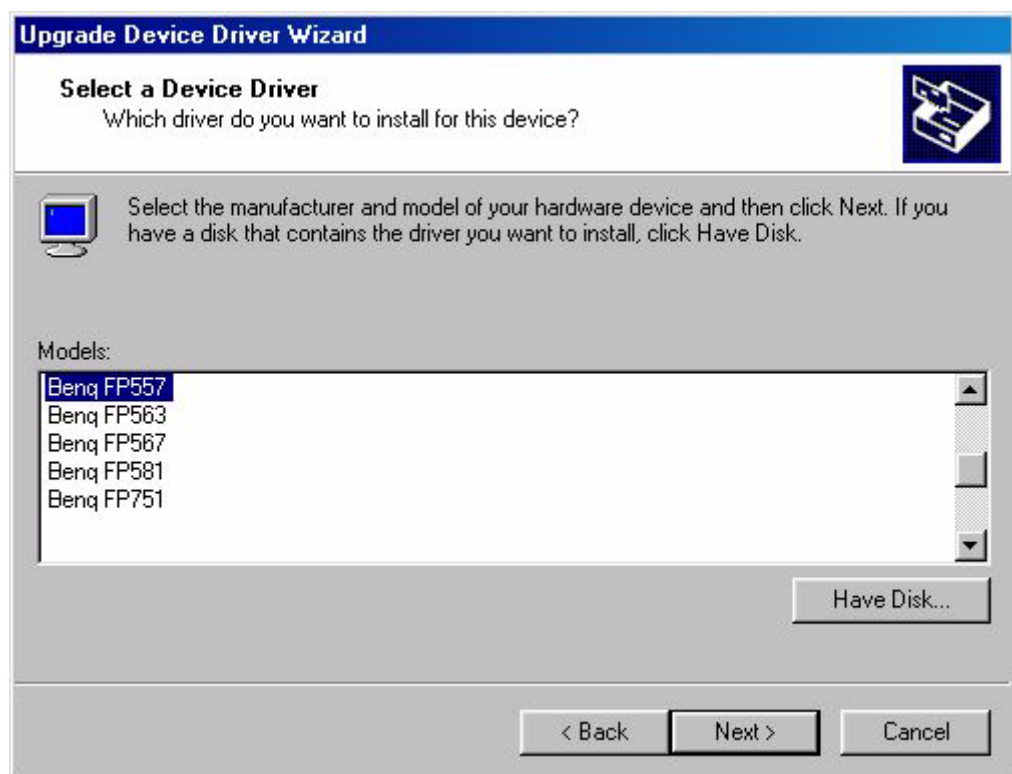 Upgrade Device Driver Wizard
Select a Device Driver
Which driver do you want to install for this device?
Select the manufacturer and model of your hardware device and then click Next. If you
have a disk that contains the driver you want to install, click Have Disk.
Models:
Benq FP557
Benq FP563
Benq FP567
Benq FP581
Benq FP751
Have Disk...
< Back
Next >
Cancel